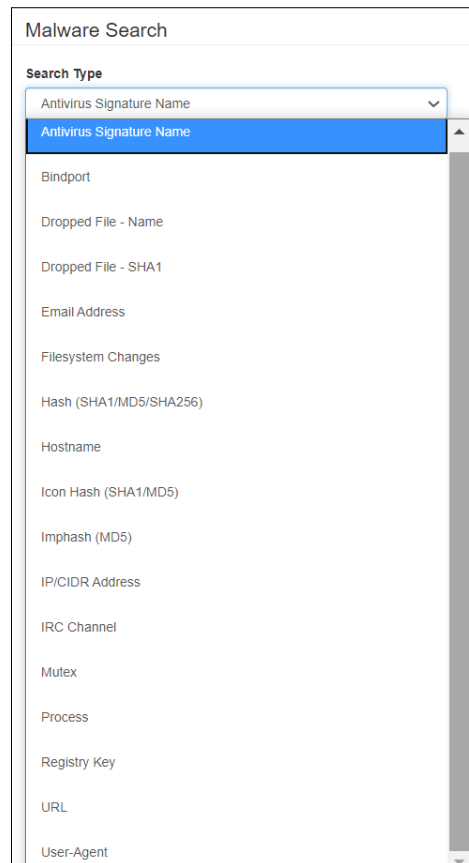 Malware Search
Search Type
Antivirus Signature Name
Antivirus Signature Name
Bindport
Dropped File - Name
Dropped File - SHA1
Email Address
Filesystem Changes
Hash (SHA1/MD5/SHA256)
Hostname
Icon Hash (SHA1/MD5)
Imphash (MD5)
IP/CIDR Address
IRC Channel
Mutex
Process
Registry Key
URL
User-Agent